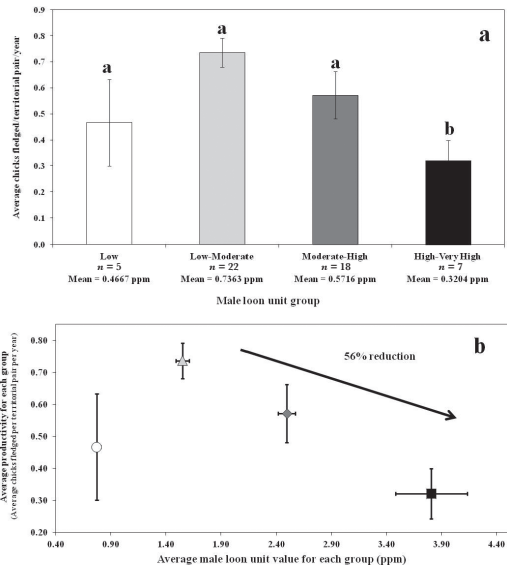 a
0.9
0.8
0.7
0.6
0.5
0.4
0.3
0.2
0.1
0.0
Average chicks fledged territorial pair/year
a
a
a
b
Low
n = 5
Mean = 0.4667 ppm
Low-Moderate
n = 22
Mean = 0.7363 ppm
Moderate-High
n = 18
Mean = 0.5716 ppm
High-Very High
n = 7
Mean = 0.3204 ppm
Male loon unit group
b
Average productivity for each group
(Average chicks fledged per territorial pair per year)
0.80
0.70
0.60
0.50
0.40
0.30
0.20
56% reduction
0.40 0.90 1.40 1.90 2.40 2.90 3.40 3.90 4.40
Average male loon unit value for each group (ppm)